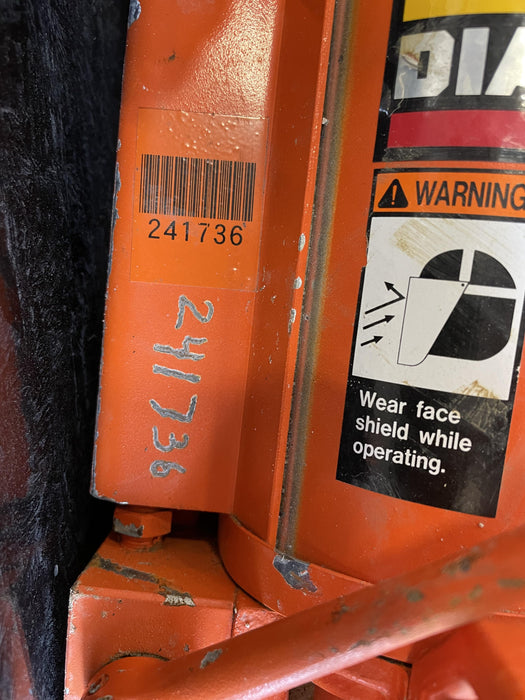 DIA
WARNING
241736
241736
Wear face
shield while
operating.